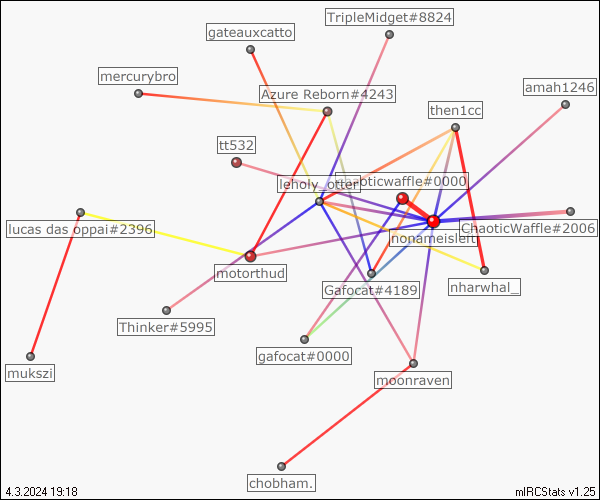 TripleMidget#8824
gateauxcatto
mercurybro
amah1246
Azure Reborn#4243
then1cc
tt532
leholy_otter
chaoticwaffle#0000
lucas das oppai#2396
ChaoticWaffle#2006
nonameisleft
motorthud
Gafocat#4189
nharwhal_
Thinker#5995
gafocat#0000
mukszi
moonraven
chobham.
4.3.2024 19:18
mIRCStats v1.25